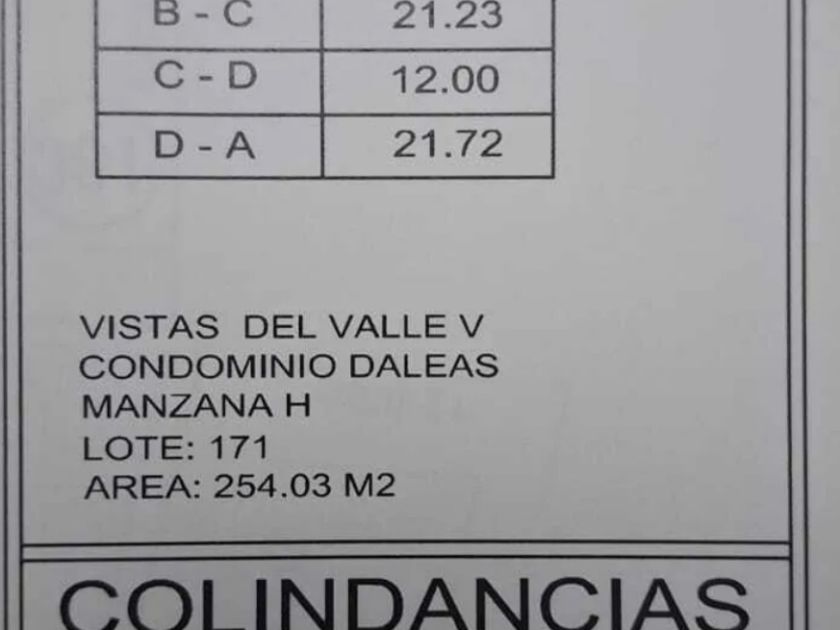 B - C 21.23
C - D 12.00
D - A 21.72
VISTAS DEL VALLE V
CONDOMINIO DALEAS
MANZANA H
LOTE: 171
AREA: 254.03 M2
COLINDANCIAS